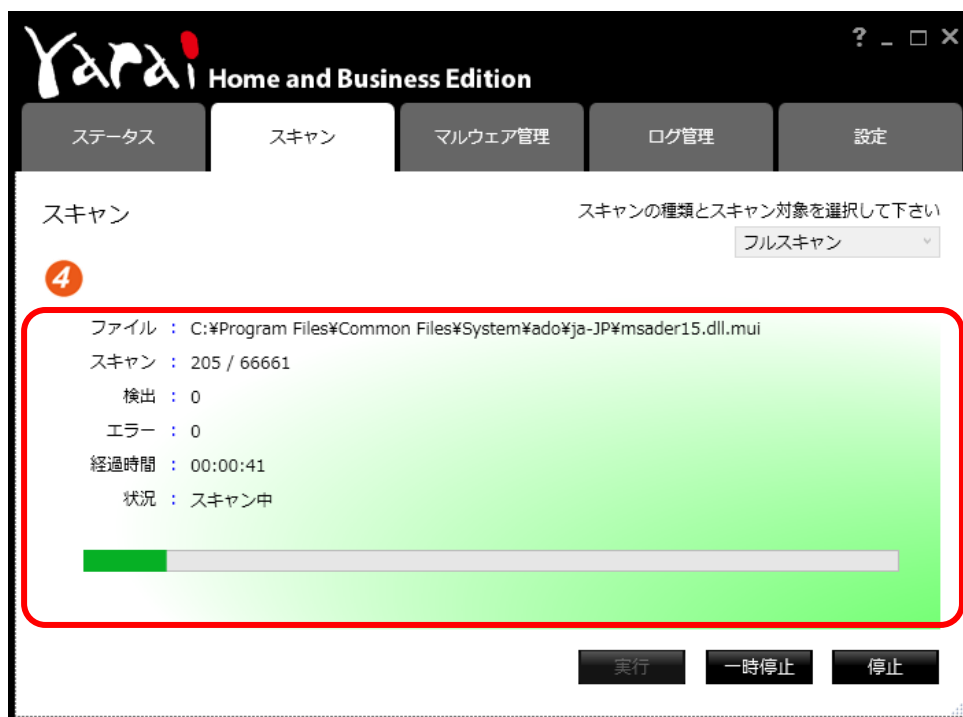 Yarai Home and Business Edition
? _ □ ×
ステータス スキャン マルウェア管理 ログ管理 設定
スキャン
スキャンの種類とスキャン対象を選択して下さい
フルスキャン
4
ファイル : C:¥Program Files¥Common Files¥System¥ado¥ja-JP¥msader15.dll.mui
スキャン : 205 / 66661
検出 : 0
エラー : 0
経過時間 : 00:00:41
状況 : スキャン中
実行 一時停止 停止